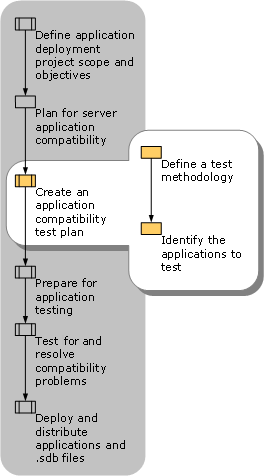 Define application
deployment
project scope and
objectives
Plan for server
application
compatibility
Create an
application
compatibility
test plan
Define a test
methodology
Identify the
applications to
test
Prepare for
application
testing
Test for and
resolve
compatibility
problems
Deploy and
distribute
applications and
.sdb files